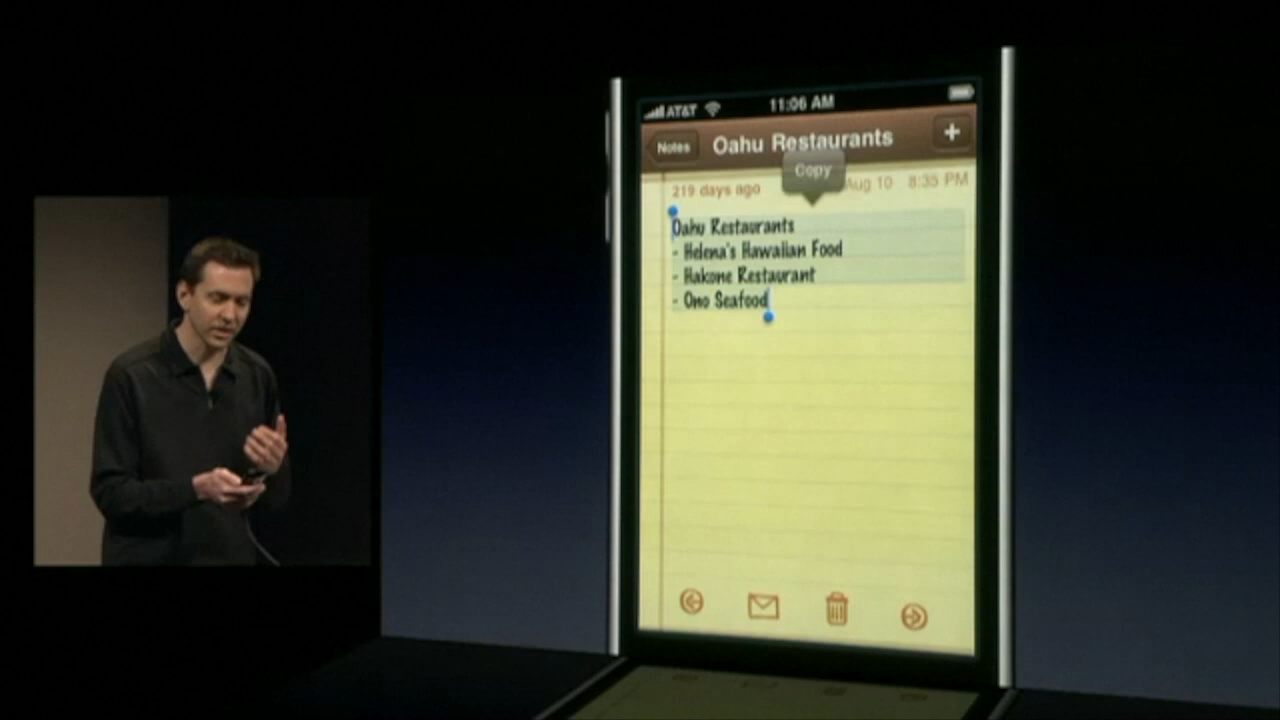 AT&T 11:06 AM
Notes Oahu Restaurants +
Copy
219 days ago Aug 10 8:35 PM
Oahu Restaurants
- Helena's Hawaiian Food
- Hakone Restaurant
- Ono Seafood